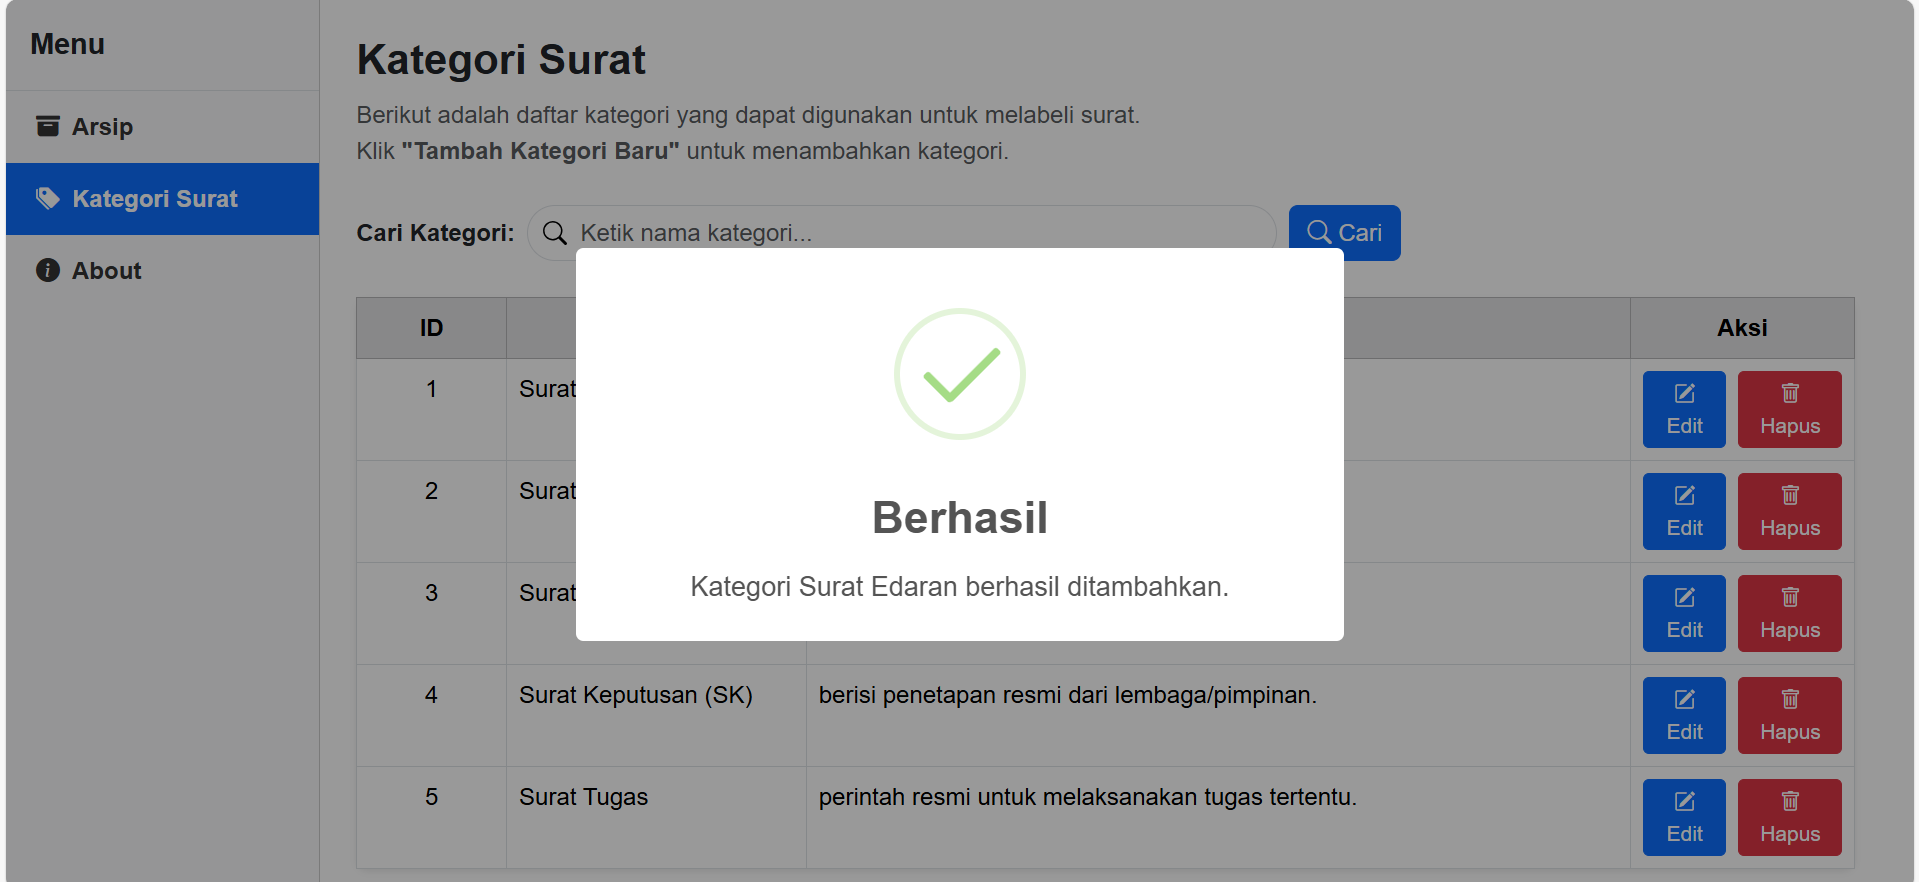 Menu
Arsip
Kategori Surat
About
Kategori Surat
Berikut adalah daftar kategori yang dapat digunakan untuk melabeli surat.
Klik "Tambah Kategori Baru" untuk menambahkan kategori.
Cari Kategori: Ketik nama kategori... Cari
ID Aksi
1 Surat Edit Hapus
2 Surat Edit Hapus
3 Surat Edit Hapus
4 Surat Keputusan (SK) berisi penetapan resmi dari lembaga/pimpinan. Edit Hapus
5 Surat Tugas perintah resmi untuk melaksanakan tugas tertentu. Edit Hapus
Berhasil
Kategori Surat Edaran berhasil ditambahkan.